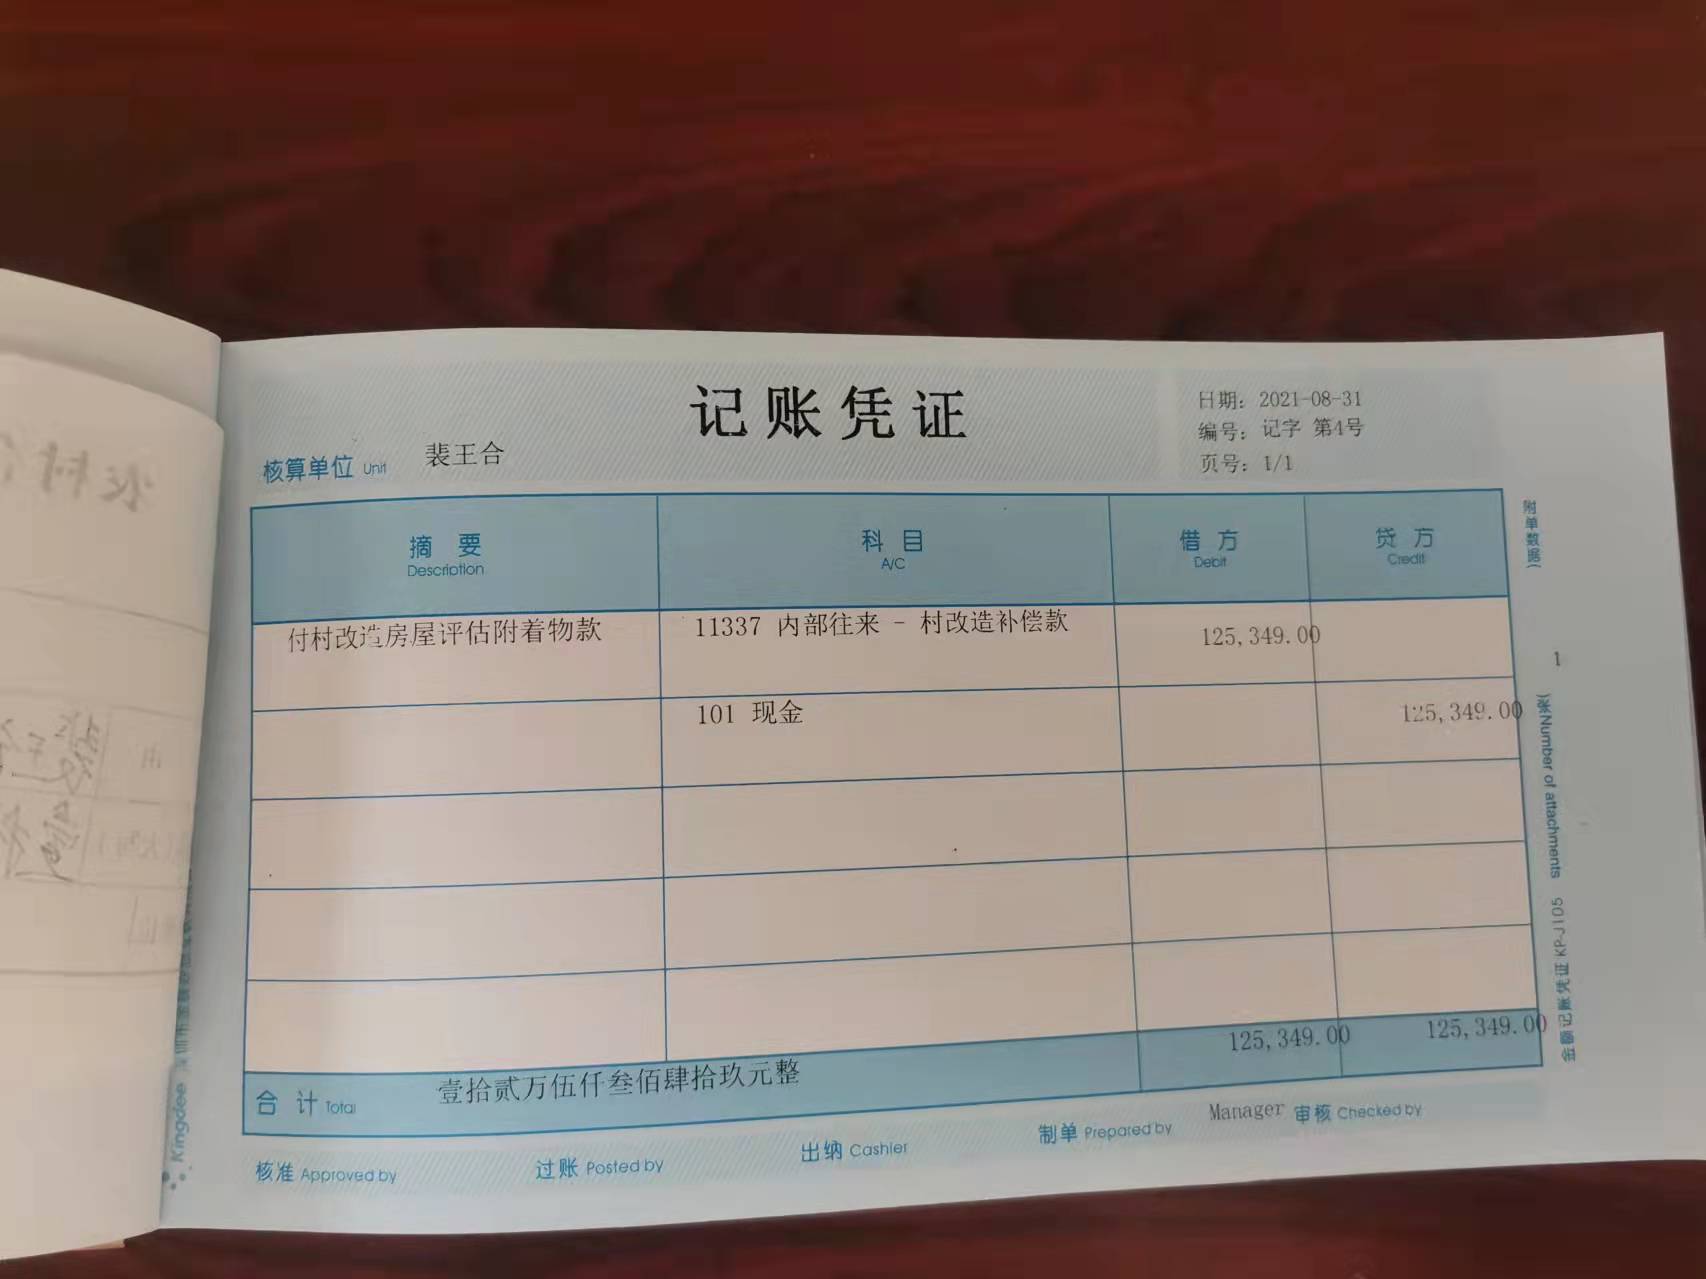 记账凭证
日期: 2021-08-31
编号: 记字 第4号
页号: 1/1
核算单位 Unit 裴王合
摘要 科目 借方 贷方
Description A/C Debit Credit
付村改造房屋评估附着物款 11337 内部往来 - 村改造补偿款 125,349.00
101 现金 125,349.00
合计 Total 壹拾贰万伍仟叁佰肆拾玖元整 125,349.00 125,349.00
核准 Approved by 过账 Posted by 出纳 Cashier 制单 Prepared by Manager 审核 Checked by
附单数据( 1 张)Number of attachments
金额记账凭证 KP-J105
Kingdee